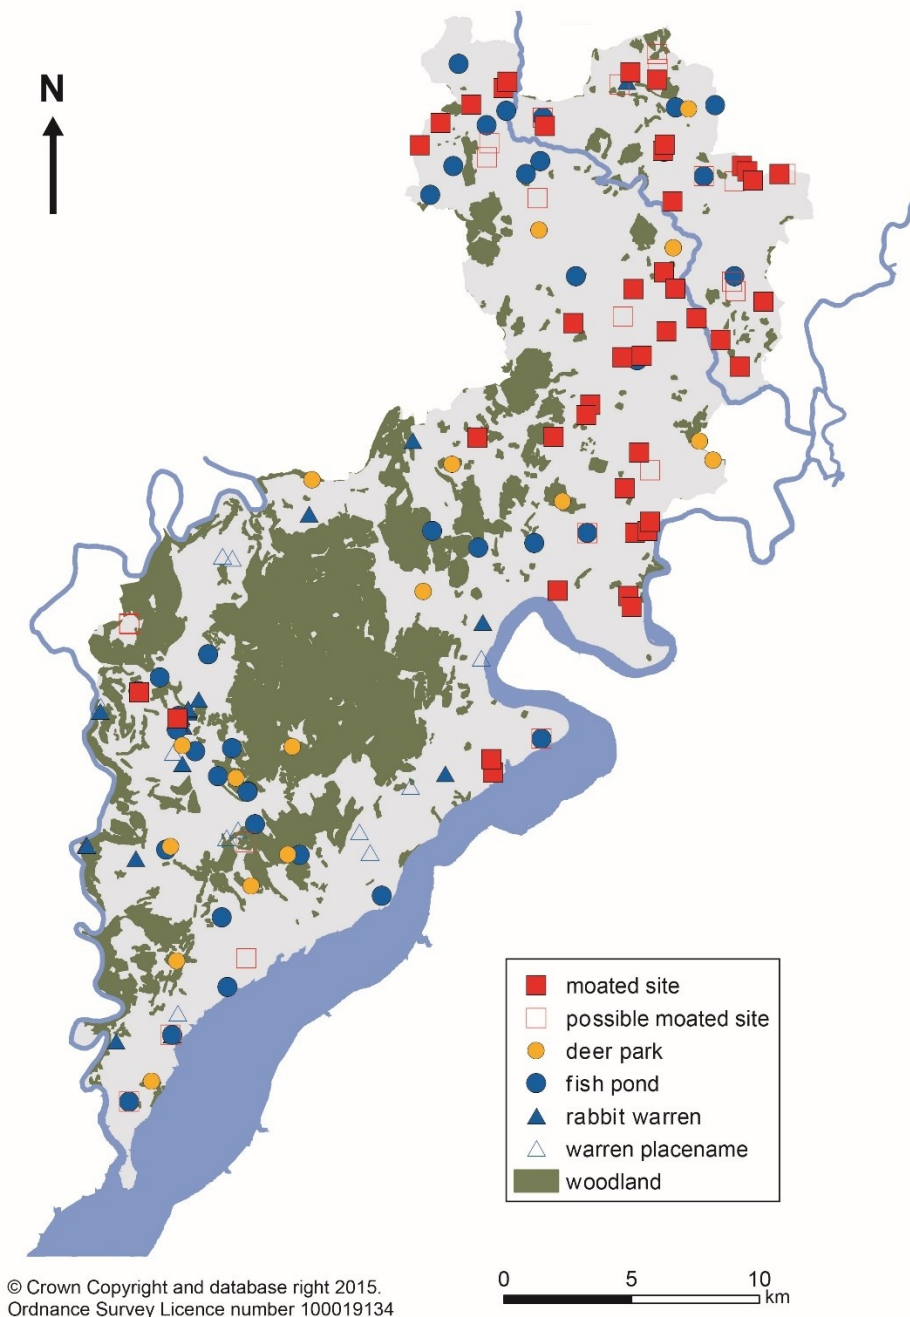 N
moated site
possible moated site
deer park
fish pond
rabbit warren
warren placename
woodland
© Crown Copyright and database right 2015.
Ordnance Survey Licence number 100019134
0 5 10
km